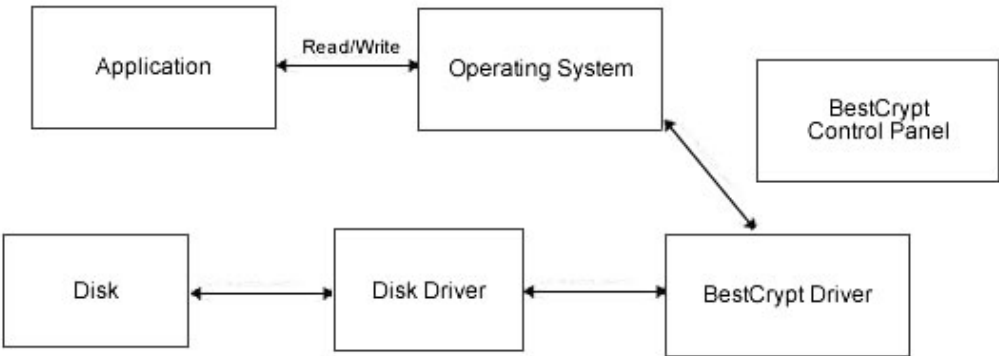 Application
Read/Write
Operating System
BestCrypt
Control Panel
Disk
Disk Driver
BestCrypt Driver